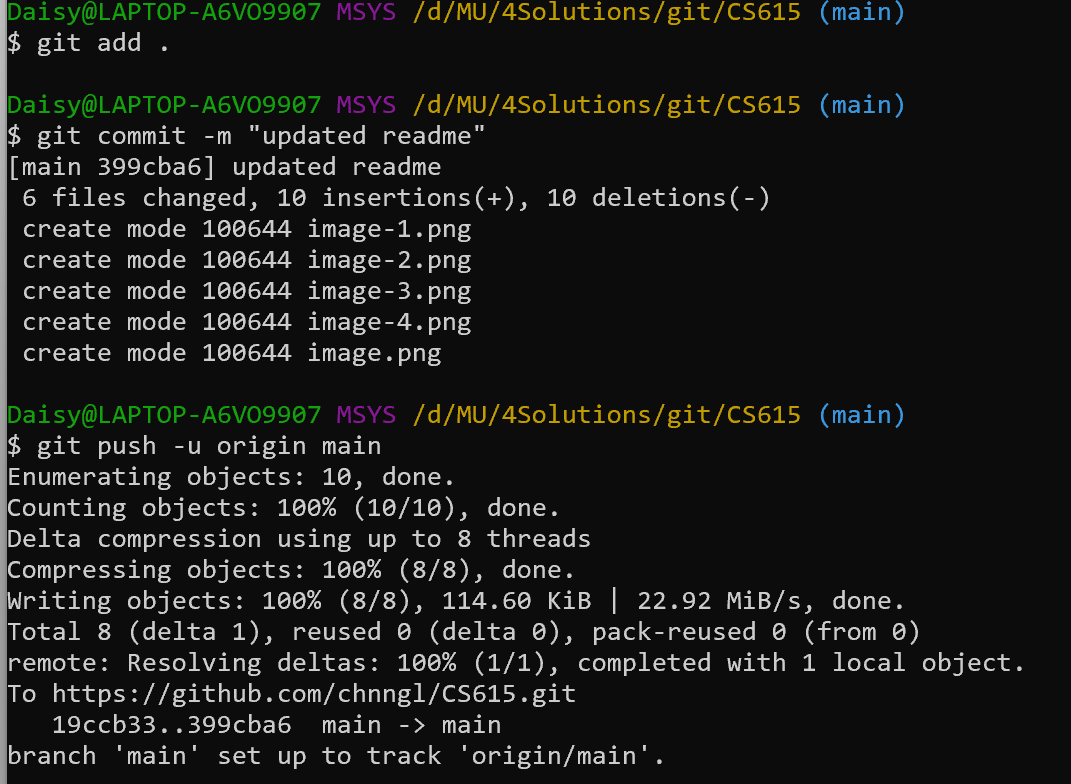 Daisy@LAPTOP-A6VO9907 MSYS /d/MU/4Solutions/git/CS615 (main)
$ git add .
Daisy@LAPTOP-A6VO9907 MSYS /d/MU/4Solutions/git/CS615 (main)
$ git commit -m "updated readme"
[main 399cba6] updated readme
 6 files changed, 10 insertions(+), 10 deletions(-)
 create mode 100644 image-1.png
 create mode 100644 image-2.png
 create mode 100644 image-3.png
 create mode 100644 image-4.png
 create mode 100644 image.png
Daisy@LAPTOP-A6VO9907 MSYS /d/MU/4Solutions/git/CS615 (main)
$ git push -u origin main
Enumerating objects: 10, done.
Counting objects: 100% (10/10), done.
Delta compression using up to 8 threads
Compressing objects: 100% (8/8), done.
Writing objects: 100% (8/8), 114.60 KiB | 22.92 MiB/s, done.
Total 8 (delta 1), reused 0 (delta 0), pack-reused 0 (from 0)
remote: Resolving deltas: 100% (1/1), completed with 1 local object.
To https://github.com/chnngl/CS615.git
   19ccb33..399cba6  main -> main
branch 'main' set up to track 'origin/main'.